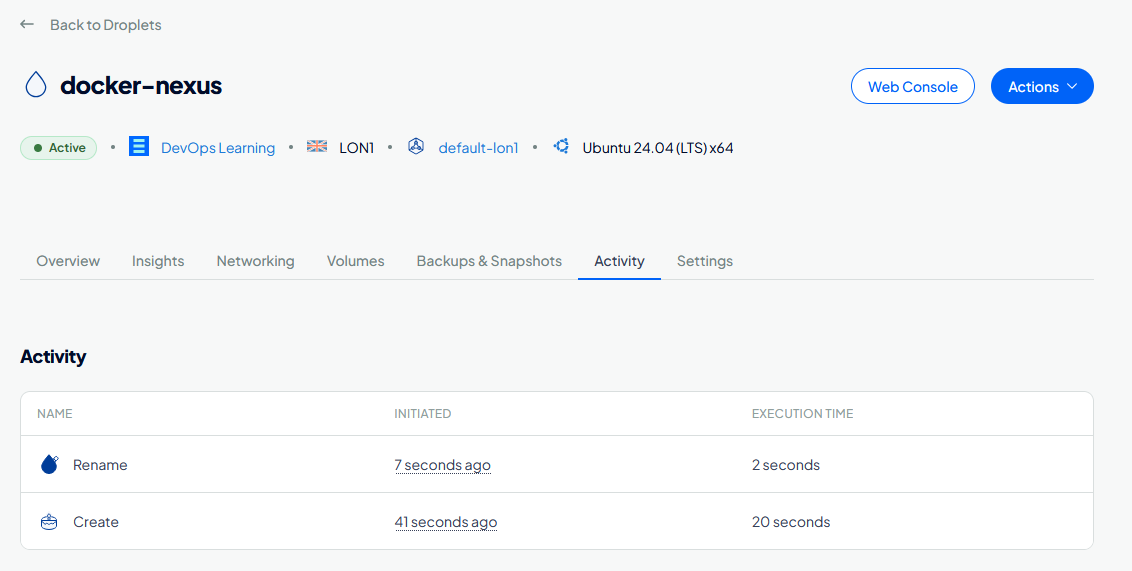 Back to Droplets
docker-nexus
Web Console
Actions
Active • DevOps Learning • LON1 • default-lon1 • Ubuntu 24.04 (LTS) x64
Overview Insights Networking Volumes Backups & Snapshots Activity Settings
Activity
NAME INITIATED EXECUTION TIME
Rename 7 seconds ago 2 seconds
Create 41 seconds ago 20 seconds